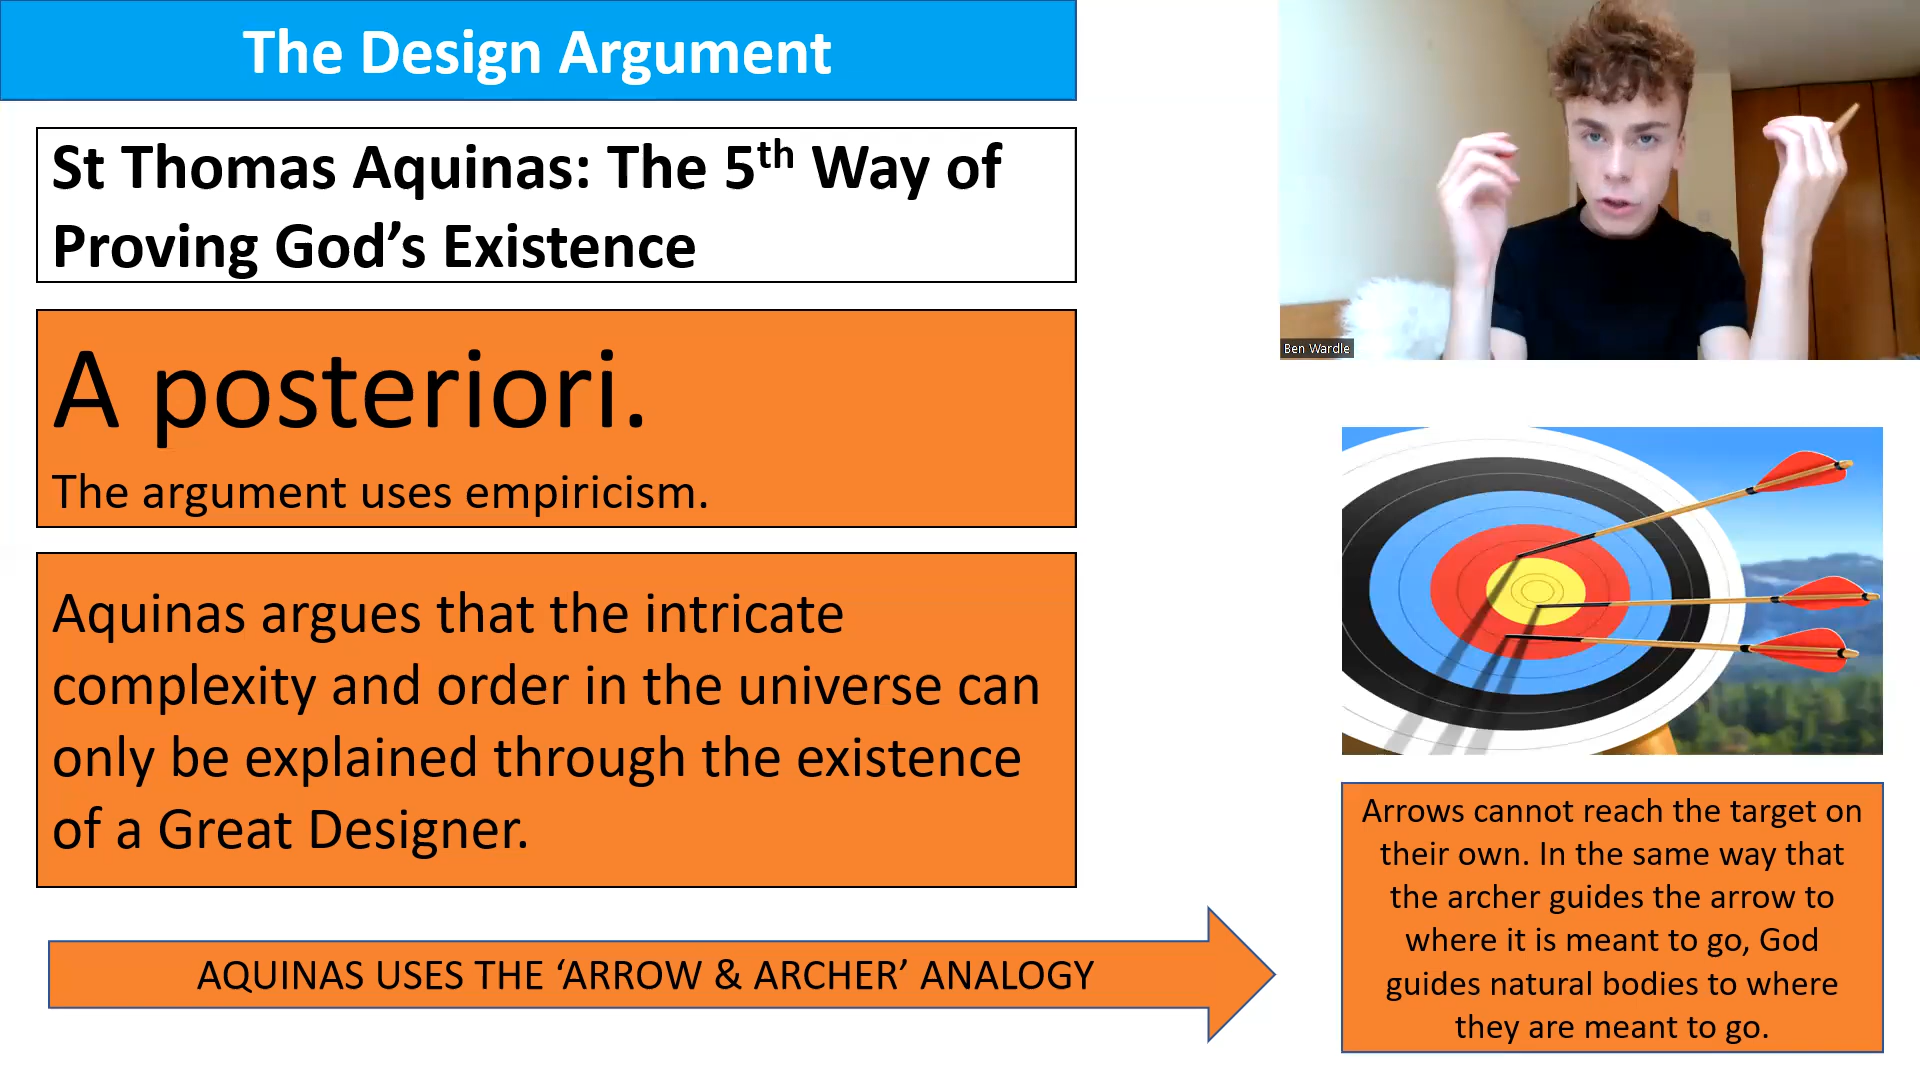 The Design Argument
St Thomas Aquinas: The 5th Way of
Proving God’s Existence
A posteriori.
The argument uses empiricism.
Aquinas argues that the intricate
complexity and order in the universe can
only be explained through the existence
of a Great Designer.
AQUINAS USES THE ‘ARROW & ARCHER’ ANALOGY
Ben Wardle
Arrows cannot reach the target on
their own. In the same way that
the archer guides the arrow to
where it is meant to go, God
guides natural bodies to where
they are meant to go.